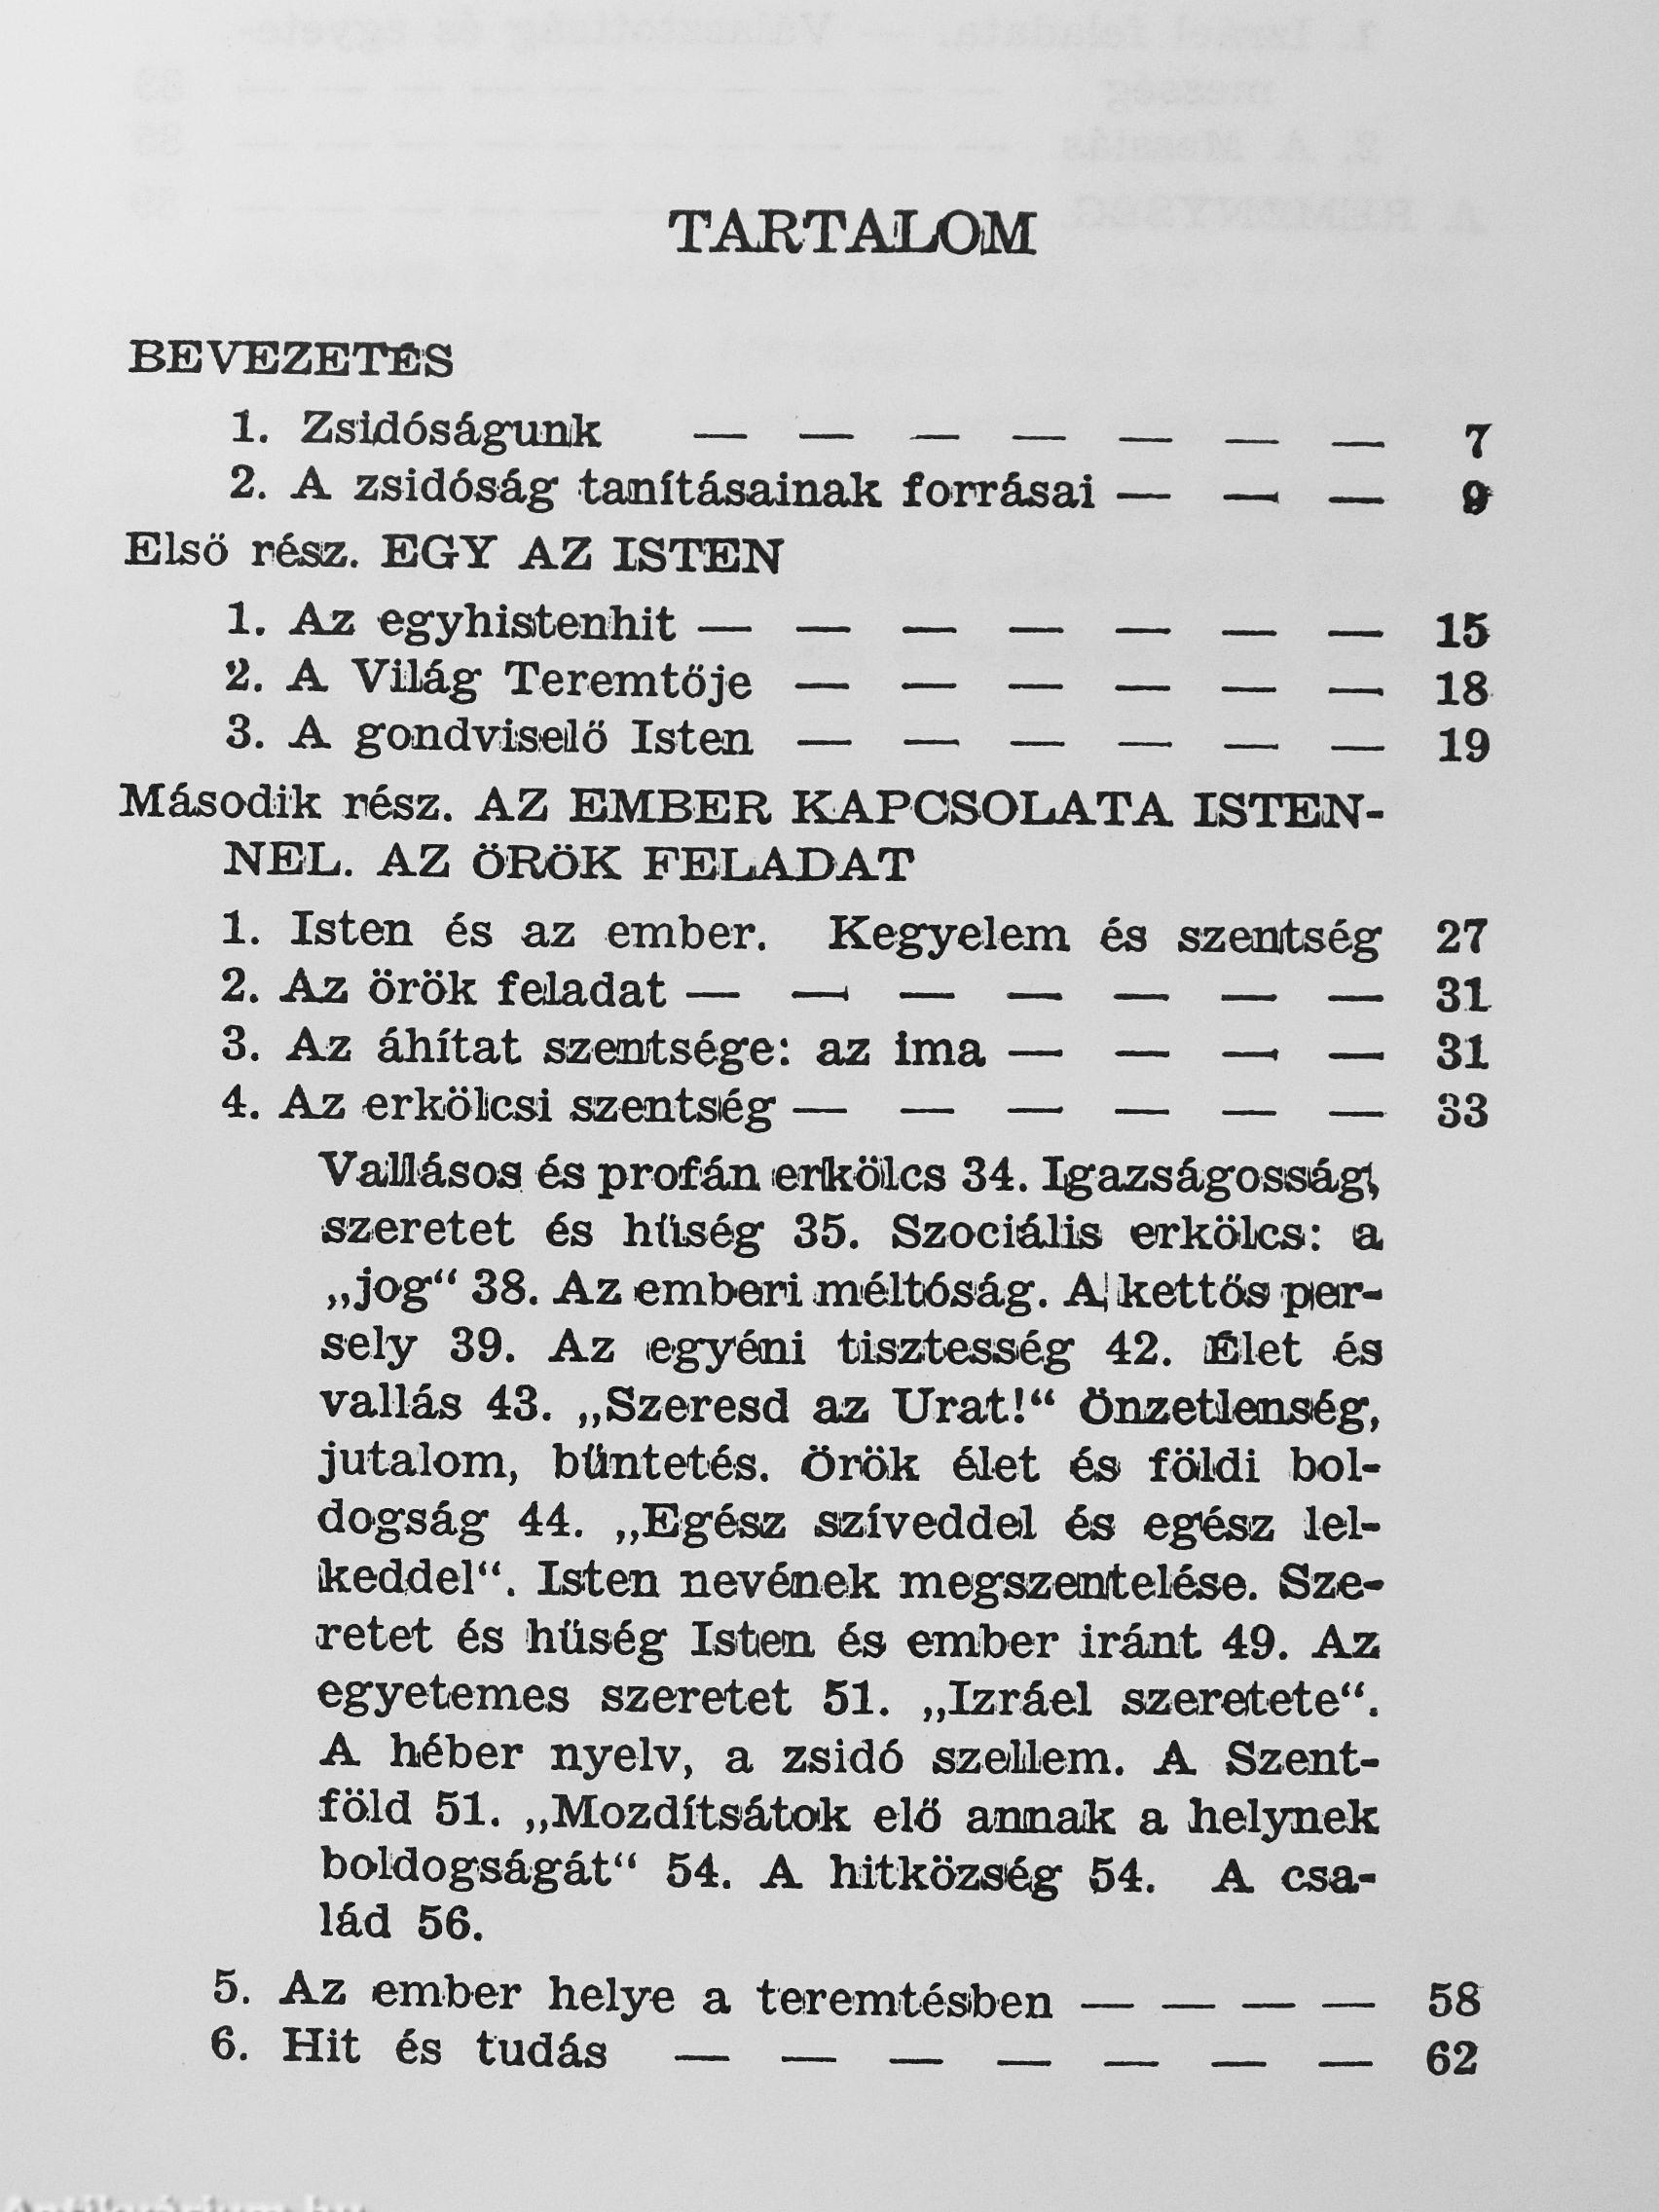 TARTALOM
BEVEZETÉS
1. Zsidóságunk — — — — — — — 7
2. A zsidóság tanításainak forrásai — — — 9
Első rész. EGY AZ ISTEN
1. Az egyhistenhit — — — — — — — 15
2. A Világ Teremtője — — — — — — 18
3. A gondviselő Isten — — — — — — 19
Második rész. AZ EMBER KAPCSOLATA ISTEN-
NEL. AZ ÖRÖK FELADAT
1. Isten és az ember. Kegyelem és szentség 27
2. Az örök feladat — — — — — — — 31
3. Az áhítat szentsége: az ima — — — — 31
4. Az erkölcsi szentség — — — — — — 33
Vallásos és profán erkölcs 34. Igazságosság,
szeretet és hűség 35. Szociális erkölcs: a
„jog“ 38. Az emberi méltóság. A kettős per-
sely 39. Az egyéni tisztesség 42. Élet és
vallás 43. „Szeresd az Urat!“ Önzetlenség,
jutalom, büntetés. Örök élet és földi bol-
dogság 44. „Egész szíveddel és egész lel-
keddel“. Isten nevének megszentelése. Sze-
retet és hüség Isten és ember iránt 49. Az
egyetemes szeretet 51. „Izráel szeretete“.
A héber nyelv, a zsidó szellem. A Szent-
föld 51. „Mozdítsátok elő annak a helynek
boldogságát“ 54. A hitközség 54. A csa-
lád 56.
5. Az ember helye a teremtésben — — — — 58
6. Hit és tudás — — — — — — — 62